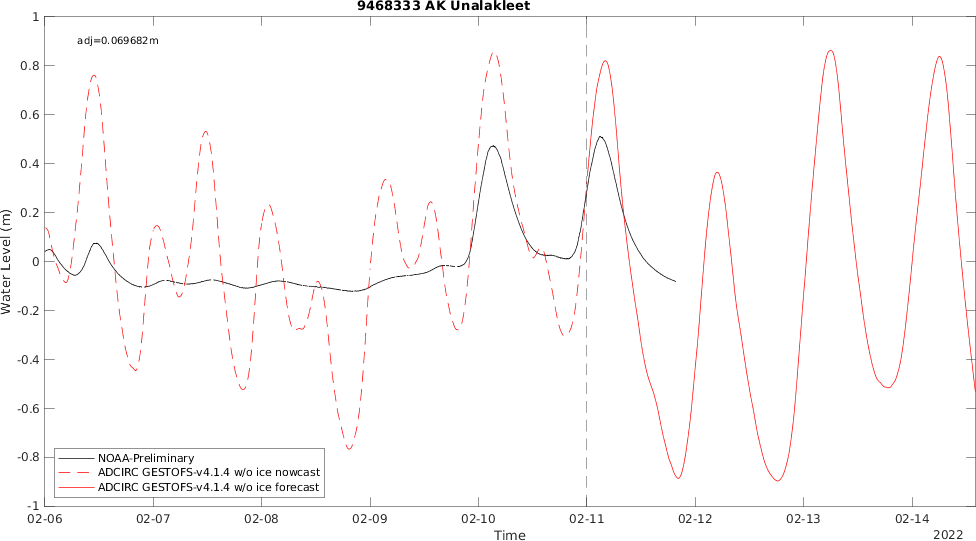 9468333 AK Unalakleet
adj=0.069682m
Water Level (m)
1
0.8
0.6
0.4
0.2
0
-0.2
-0.4
-0.6
-0.8
-1
NOAA-Preliminary
ADCIRC GESTOFS-v4.1.4 w/o ice nowcast
ADCIRC GESTOFS-v4.1.4 w/o ice forecast
02-06 02-07 02-08 02-09 02-10 02-11 02-12 02-13 02-14
Time
2022